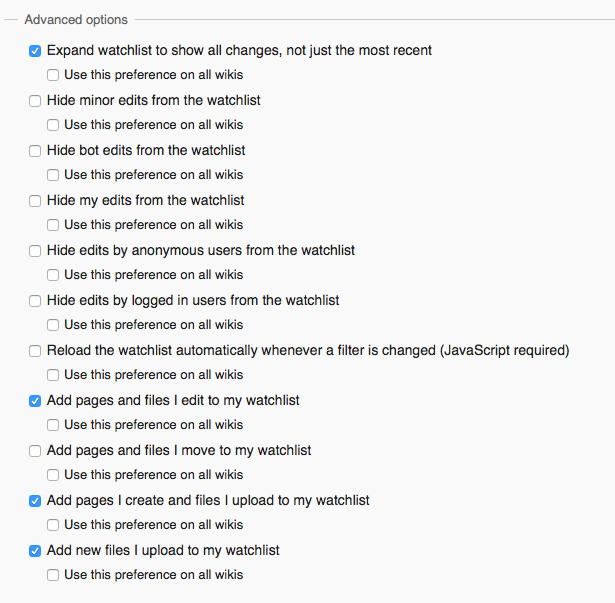 Advanced options
Expand watchlist to show all changes, not just the most recent
Use this preference on all wikis
Hide minor edits from the watchlist
Use this preference on all wikis
Hide bot edits from the watchlist
Use this preference on all wikis
Hide my edits from the watchlist
Use this preference on all wikis
Hide edits by anonymous users from the watchlist
Use this preference on all wikis
Hide edits by logged in users from the watchlist
Use this preference on all wikis
Reload the watchlist automatically whenever a filter is changed (JavaScript required)
Use this preference on all wikis
Add pages and files I edit to my watchlist
Use this preference on all wikis
Add pages and files I move to my watchlist
Use this preference on all wikis
Add pages I create and files I upload to my watchlist
Use this preference on all wikis
Add new files I upload to my watchlist
Use this preference on all wikis